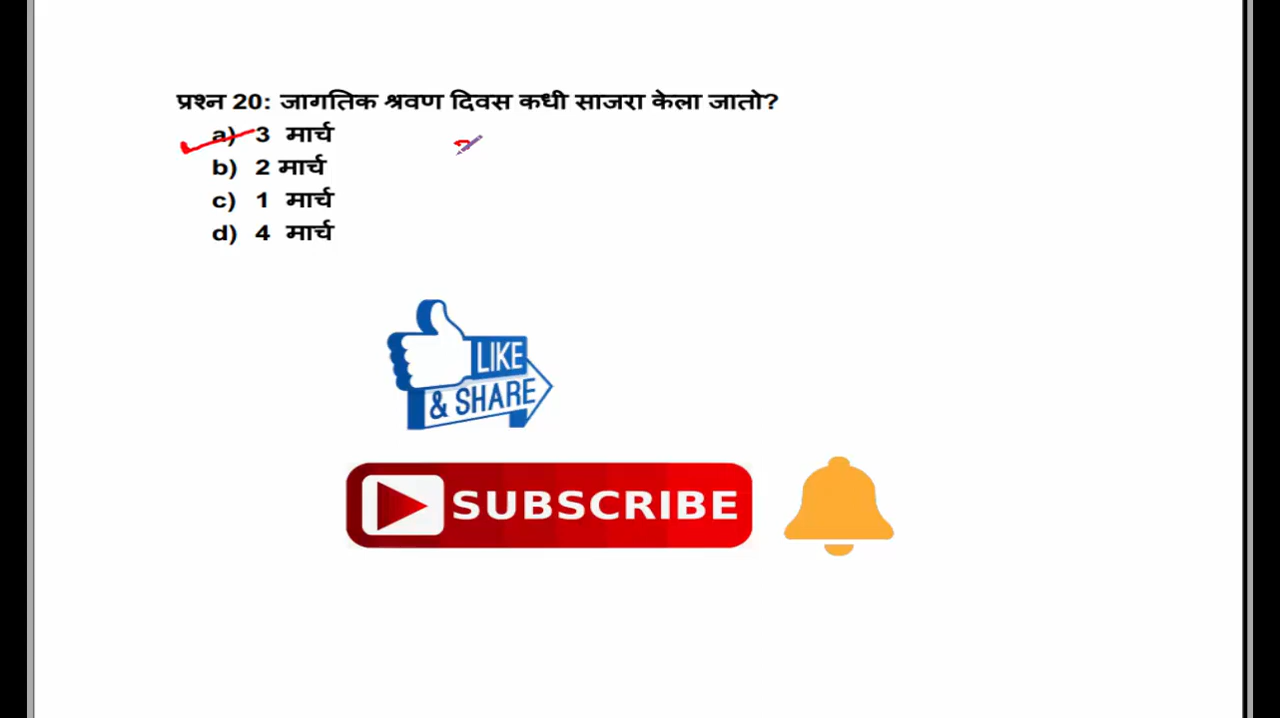 प्रश्न 20: जागतिक श्रवण दिवस कधी साजरा केला जातो?
a) 3 मार्च
b) 2 मार्च
c) 1 मार्च
d) 4 मार्च
LIKE
& SHARE
SUBSCRIBE